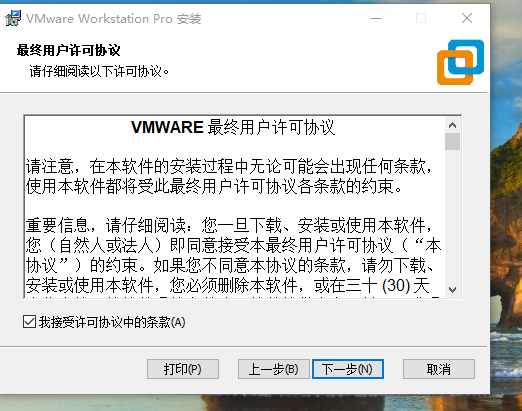 VMware Workstation Pro 安装
最终用户许可协议
请仔细阅读以下许可协议。
VMWARE 最终用户许可协议
请注意，在本软件的安装过程中无论可能会出现任何条款，
使用本软件都将受此最终用户许可协议各条款的约束。
重要信息，请仔细阅读：您一旦下载、安装或使用本软件，
您（自然人或法人）即同意接受本最终用户许可协议（“本
协议”）的约束。如果您不同意本协议的条款，请勿下载、
安装或使用本软件，您必须删除本软件，或在三十 (30) 天
我接受许可协议中的条款(A)
打印(P)
上一步(B)
下一步(N)
取消